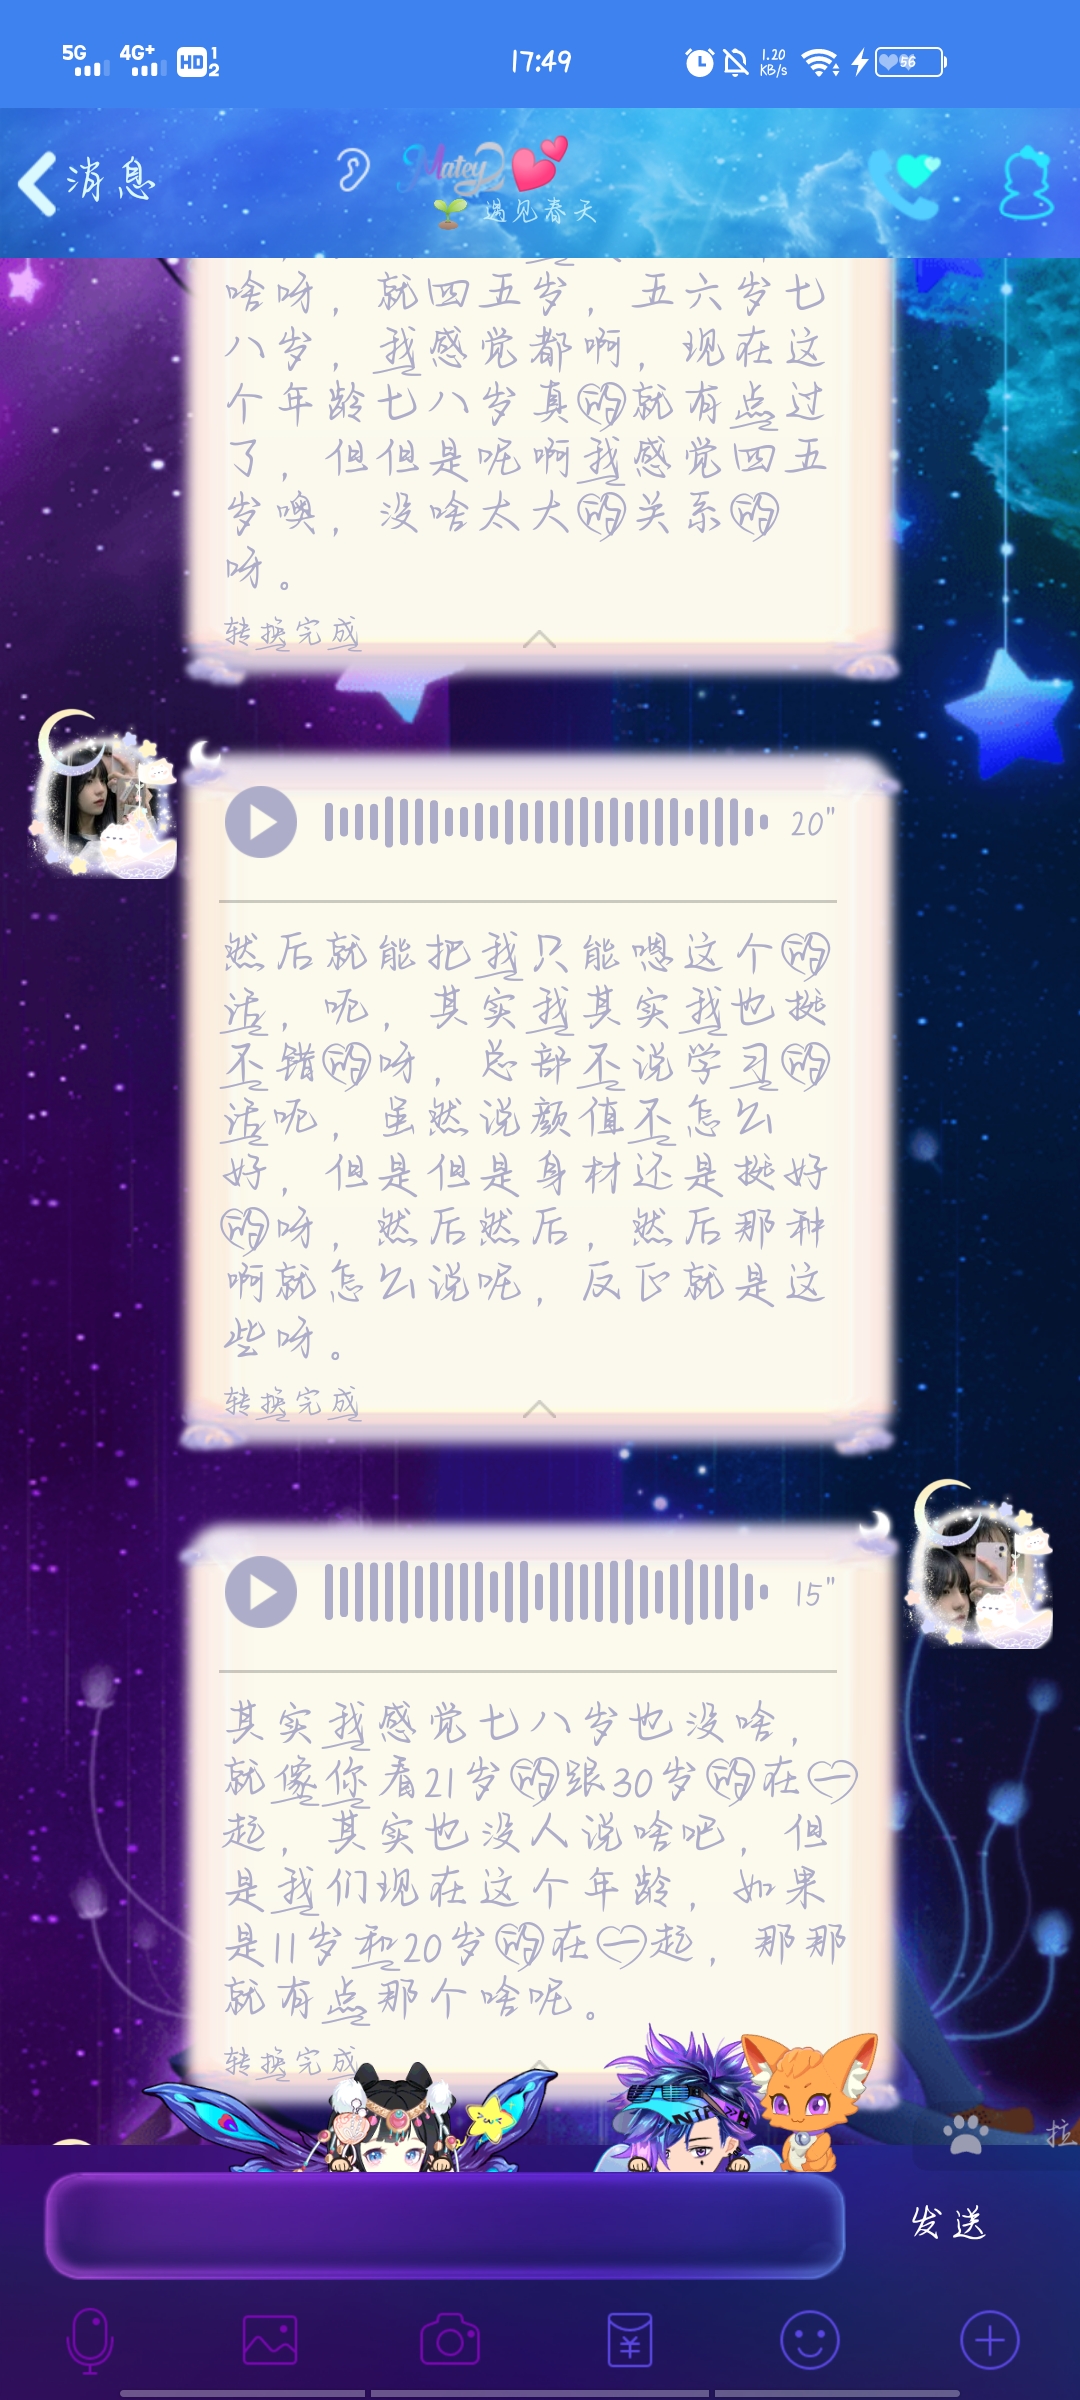 5G 4G+ HD 1 2 17:49 1.20 KB/s 56
消息 Matey
遇见春天
啥呀，就四五岁，五六岁七
八岁，我感觉都啊，现在这
个年龄七八岁真的就有点过
了，但但是呢啊我感觉四五
岁噢，没啥太大的关系的
呀。
转换完成
20"
然后就能把我只能嗯这个的
话，呃，其实我其实我也挺
不错的呀，总部不说学习的
话呃，虽然说颜值不怎么
好，但是但是身材还是挺好
的呀，然后然后，然后那种
啊就怎么说呢，反正就是这
些呀。
转换完成
15"
其实我感觉七八岁也没啥，
就像你看21岁的跟30岁的在一
起，其实也没人说啥吧，但
是我们现在这个年龄，如果
是11岁和20岁的在一起，那那
就有点那个啥呢。
转换完成
拉
发送